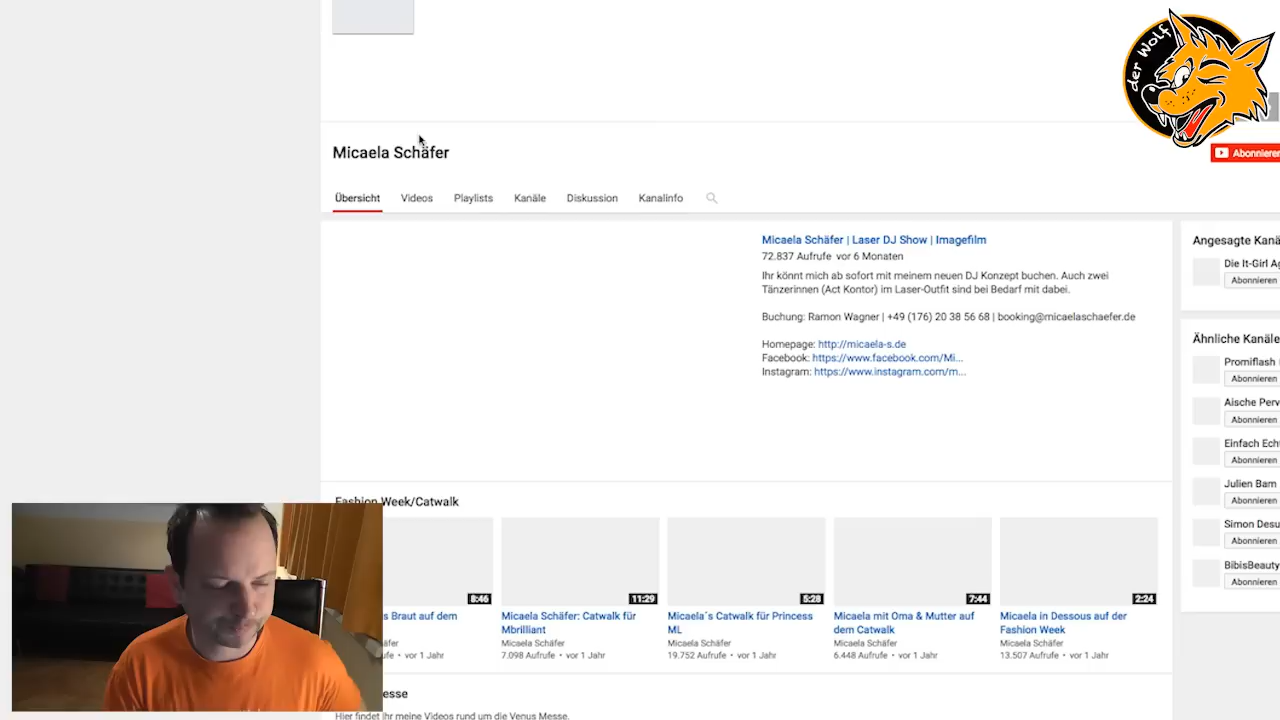 der Wolf
Micaela Schäfer
Abonnieren
Übersicht Videos Playlists Kanäle Diskussion Kanalinfo
Micaela Schäfer | Laser DJ Show | Imagefilm
72.837 Aufrufe vor 6 Monaten
Ihr könnt mich ab sofort mit meinem neuen DJ Konzept buchen. Auch zwei
Tänzerinnen (Act Kontor) im Laser-Outfit sind bei Bedarf mit dabei.
Buchung: Ramon Wagner | +49 (176) 20 38 56 68 | booking@micaelaschaefer.de
Homepage: http://micaela-s.de
Facebook: https://www.facebook.com/Mi...
Instagram: https://www.instagram.com/m...
Angesagte Kanä
Die It-Girl Ag
Abonnieren
Ähnliche Kanäle
Promiflash
Abonnieren
Aische Perv
Abonnieren
Einfach Ech
Abonnieren
Julien Bam
Abonnieren
Simon Desu
Abonnieren
BibisBeauty
Abonnieren
Fashion Week/Catwalk
8:46
s Braut auf dem
äfer
fe • vor 1 Jahr
11:29
Micaela Schäfer: Catwalk für
Mbrilliant
Micaela Schäfer
7.098 Aufrufe • vor 1 Jahr
5:28
Micaela´s Catwalk für Princess
ML
Micaela Schäfer
19.752 Aufrufe • vor 1 Jahr
7:44
Micaela mit Oma & Mutter auf
dem Catwalk
Micaela Schäfer
6.448 Aufrufe • vor 1 Jahr
2:24
Micaela in Dessous auf der
Fashion Week
Micaela Schäfer
13.507 Aufrufe • vor 1 Jahr
esse
Hier findet Ihr meine Videos rund um die Venus Messe.